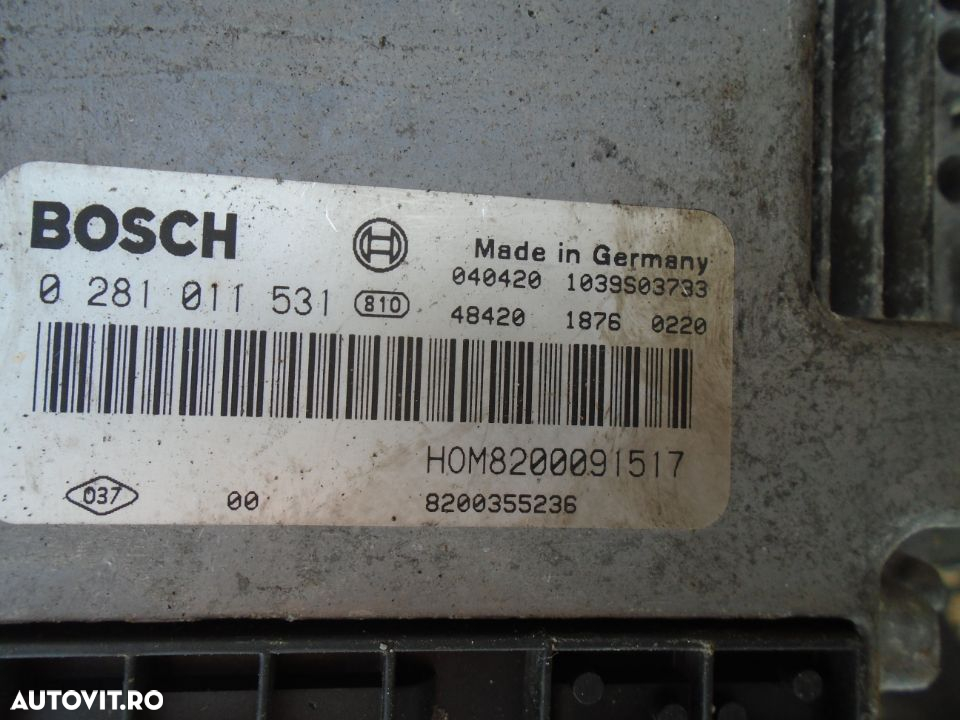 BOSCH
Made in Germany
0 281 011 531 810
040420 1039S03733
48420 1876 0220
HOM8200091517
037 00 8200355236
AUTOVIT.RO